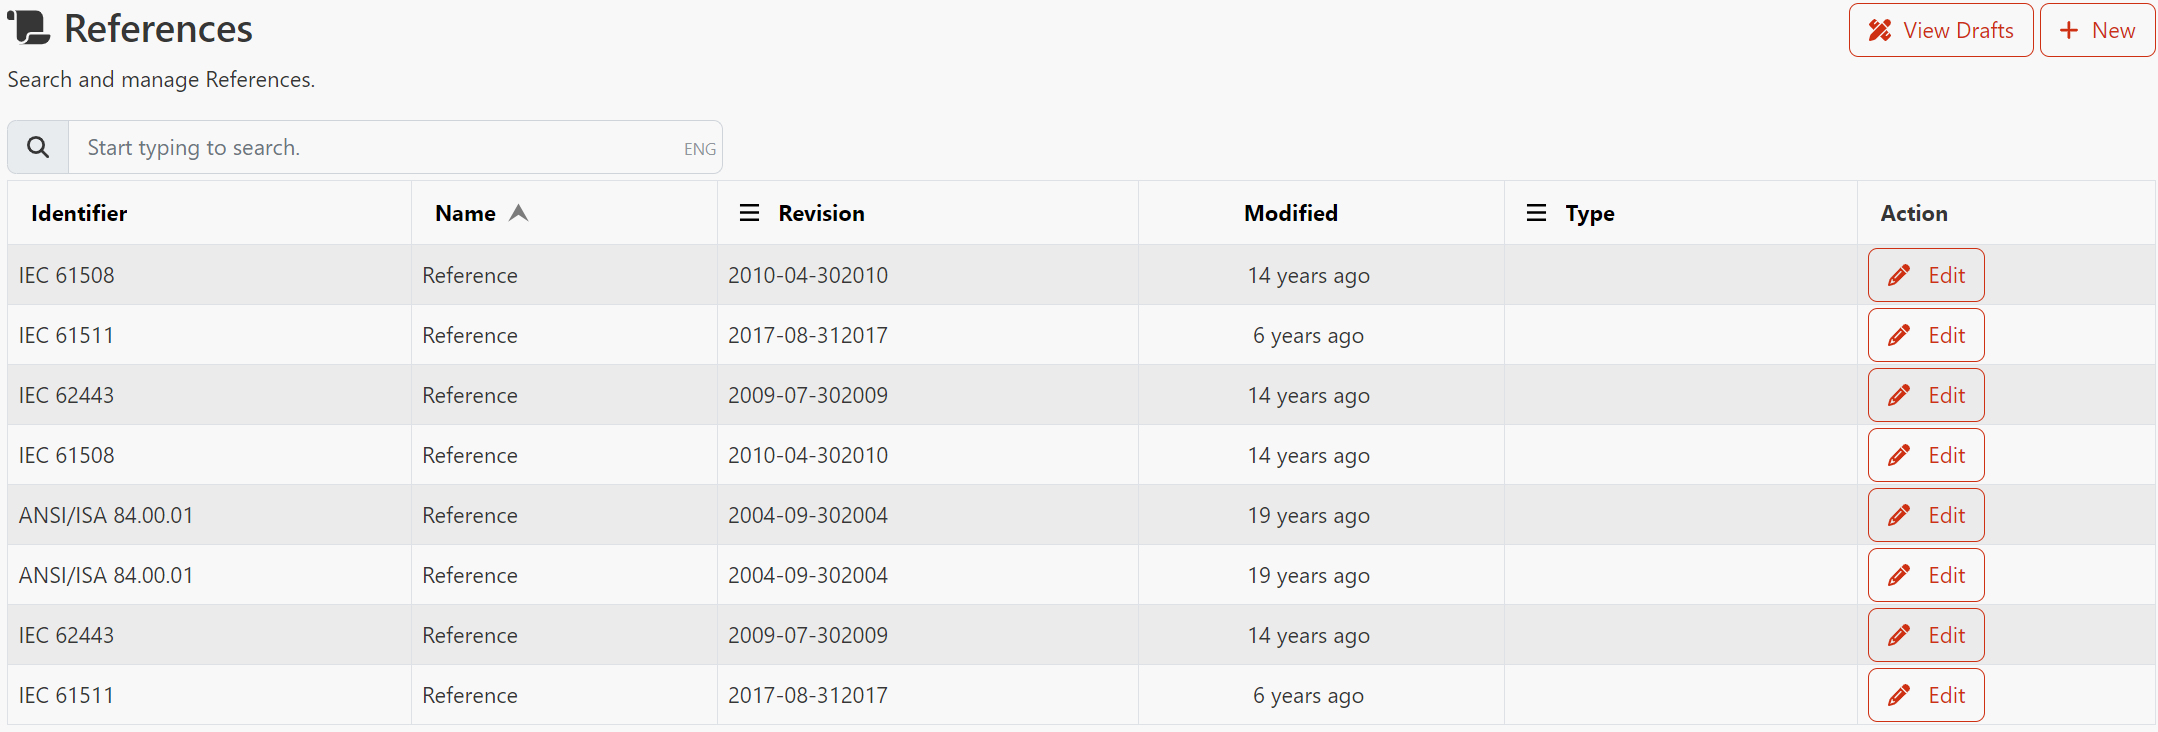 References
View Drafts
New
Search and manage References.
Start typing to search.
ENG
Identifier Name Revision Modified Type Action
IEC 61508 Reference 2010-04-302010 14 years ago Edit
IEC 61511 Reference 2017-08-312017 6 years ago Edit
IEC 62443 Reference 2009-07-302009 14 years ago Edit
IEC 61508 Reference 2010-04-302010 14 years ago Edit
ANSI/ISA 84.00.01 Reference 2004-09-302004 19 years ago Edit
ANSI/ISA 84.00.01 Reference 2004-09-302004 19 years ago Edit
IEC 62443 Reference 2009-07-302009 14 years ago Edit
IEC 61511 Reference 2017-08-312017 6 years ago Edit